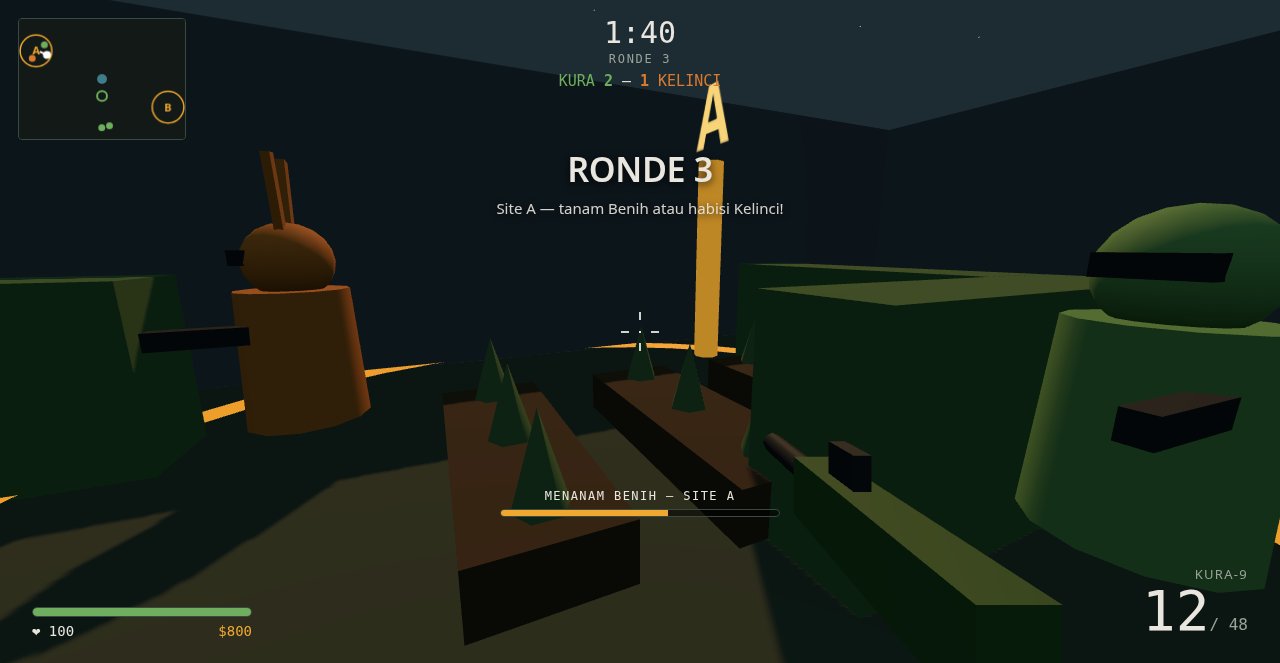 A
B
1:40
RONDE 3
KURA 2 — 1 KELINCI
A
RONDE 3
Site A — tanam Benih atau habisi Kelinci!
MENANAM BENIH — SITE A
❤ 100
$800
KURA-9
12 / 48